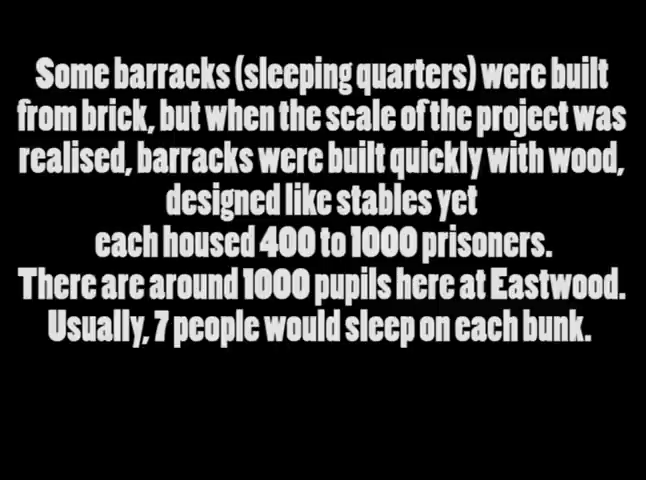 Some barracks (sleeping quarters) were built
from brick, but when the scale of the project was
realised, barracks were built quickly with wood,
designed like stables yet
each housed 400 to 1000 prisoners.
There are around 1000 pupils here at Eastwood.
Usually, 7 people would sleep on each bunk.